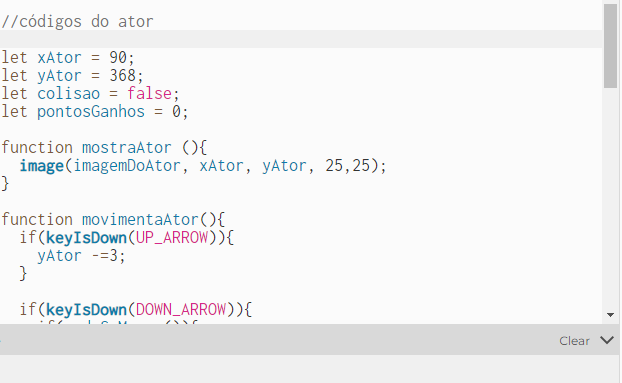 //códigos do ator
let xAtor = 90;
let yAtor = 368;
let colisao = false;
let pontosGanhos = 0;
function mostraAtor (){
image(imagemDoAtor, xAtor, yAtor, 25,25);
}
function movimentaAtor(){
if(keyIsDown(UP_ARROW)){
yAtor -=3;
}
if(keyIsDown(DOWN_ARROW)){
Clear